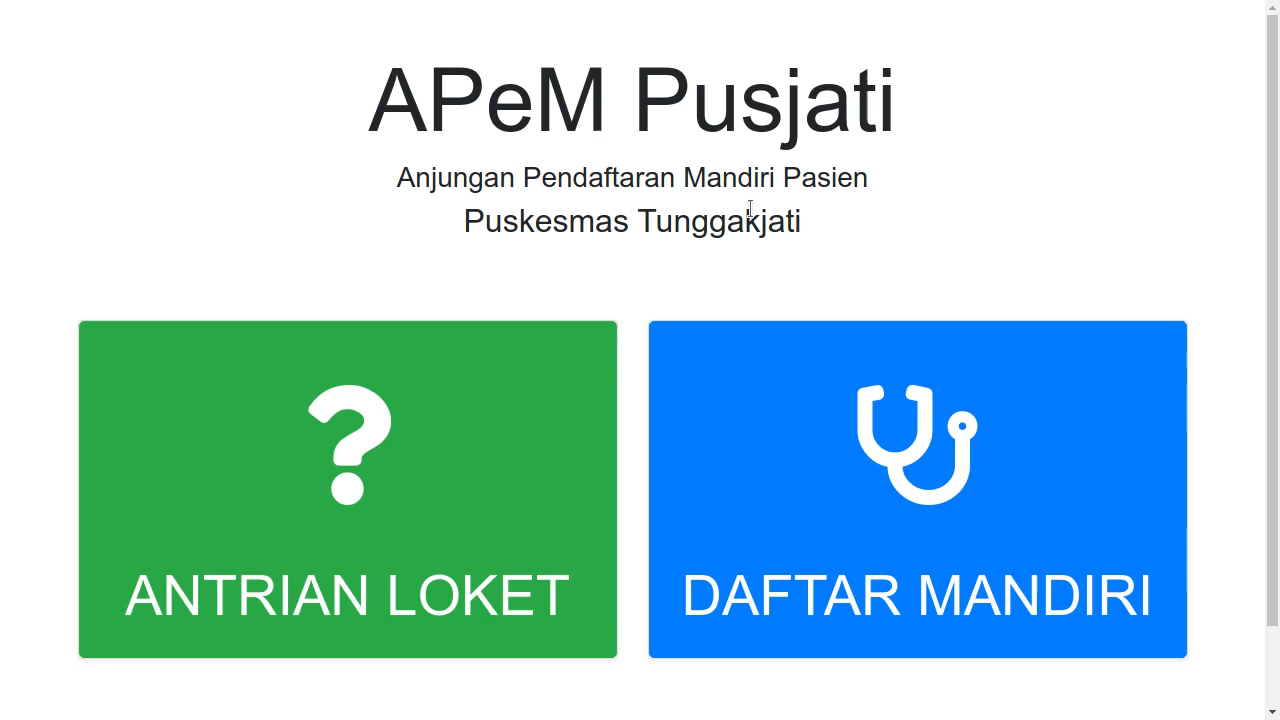 APeM Pusjati
Anjungan Pendaftaran Mandiri Pasien
Puskesmas Tunggakjati
ANTRIAN LOKET
DAFTAR MANDIRI